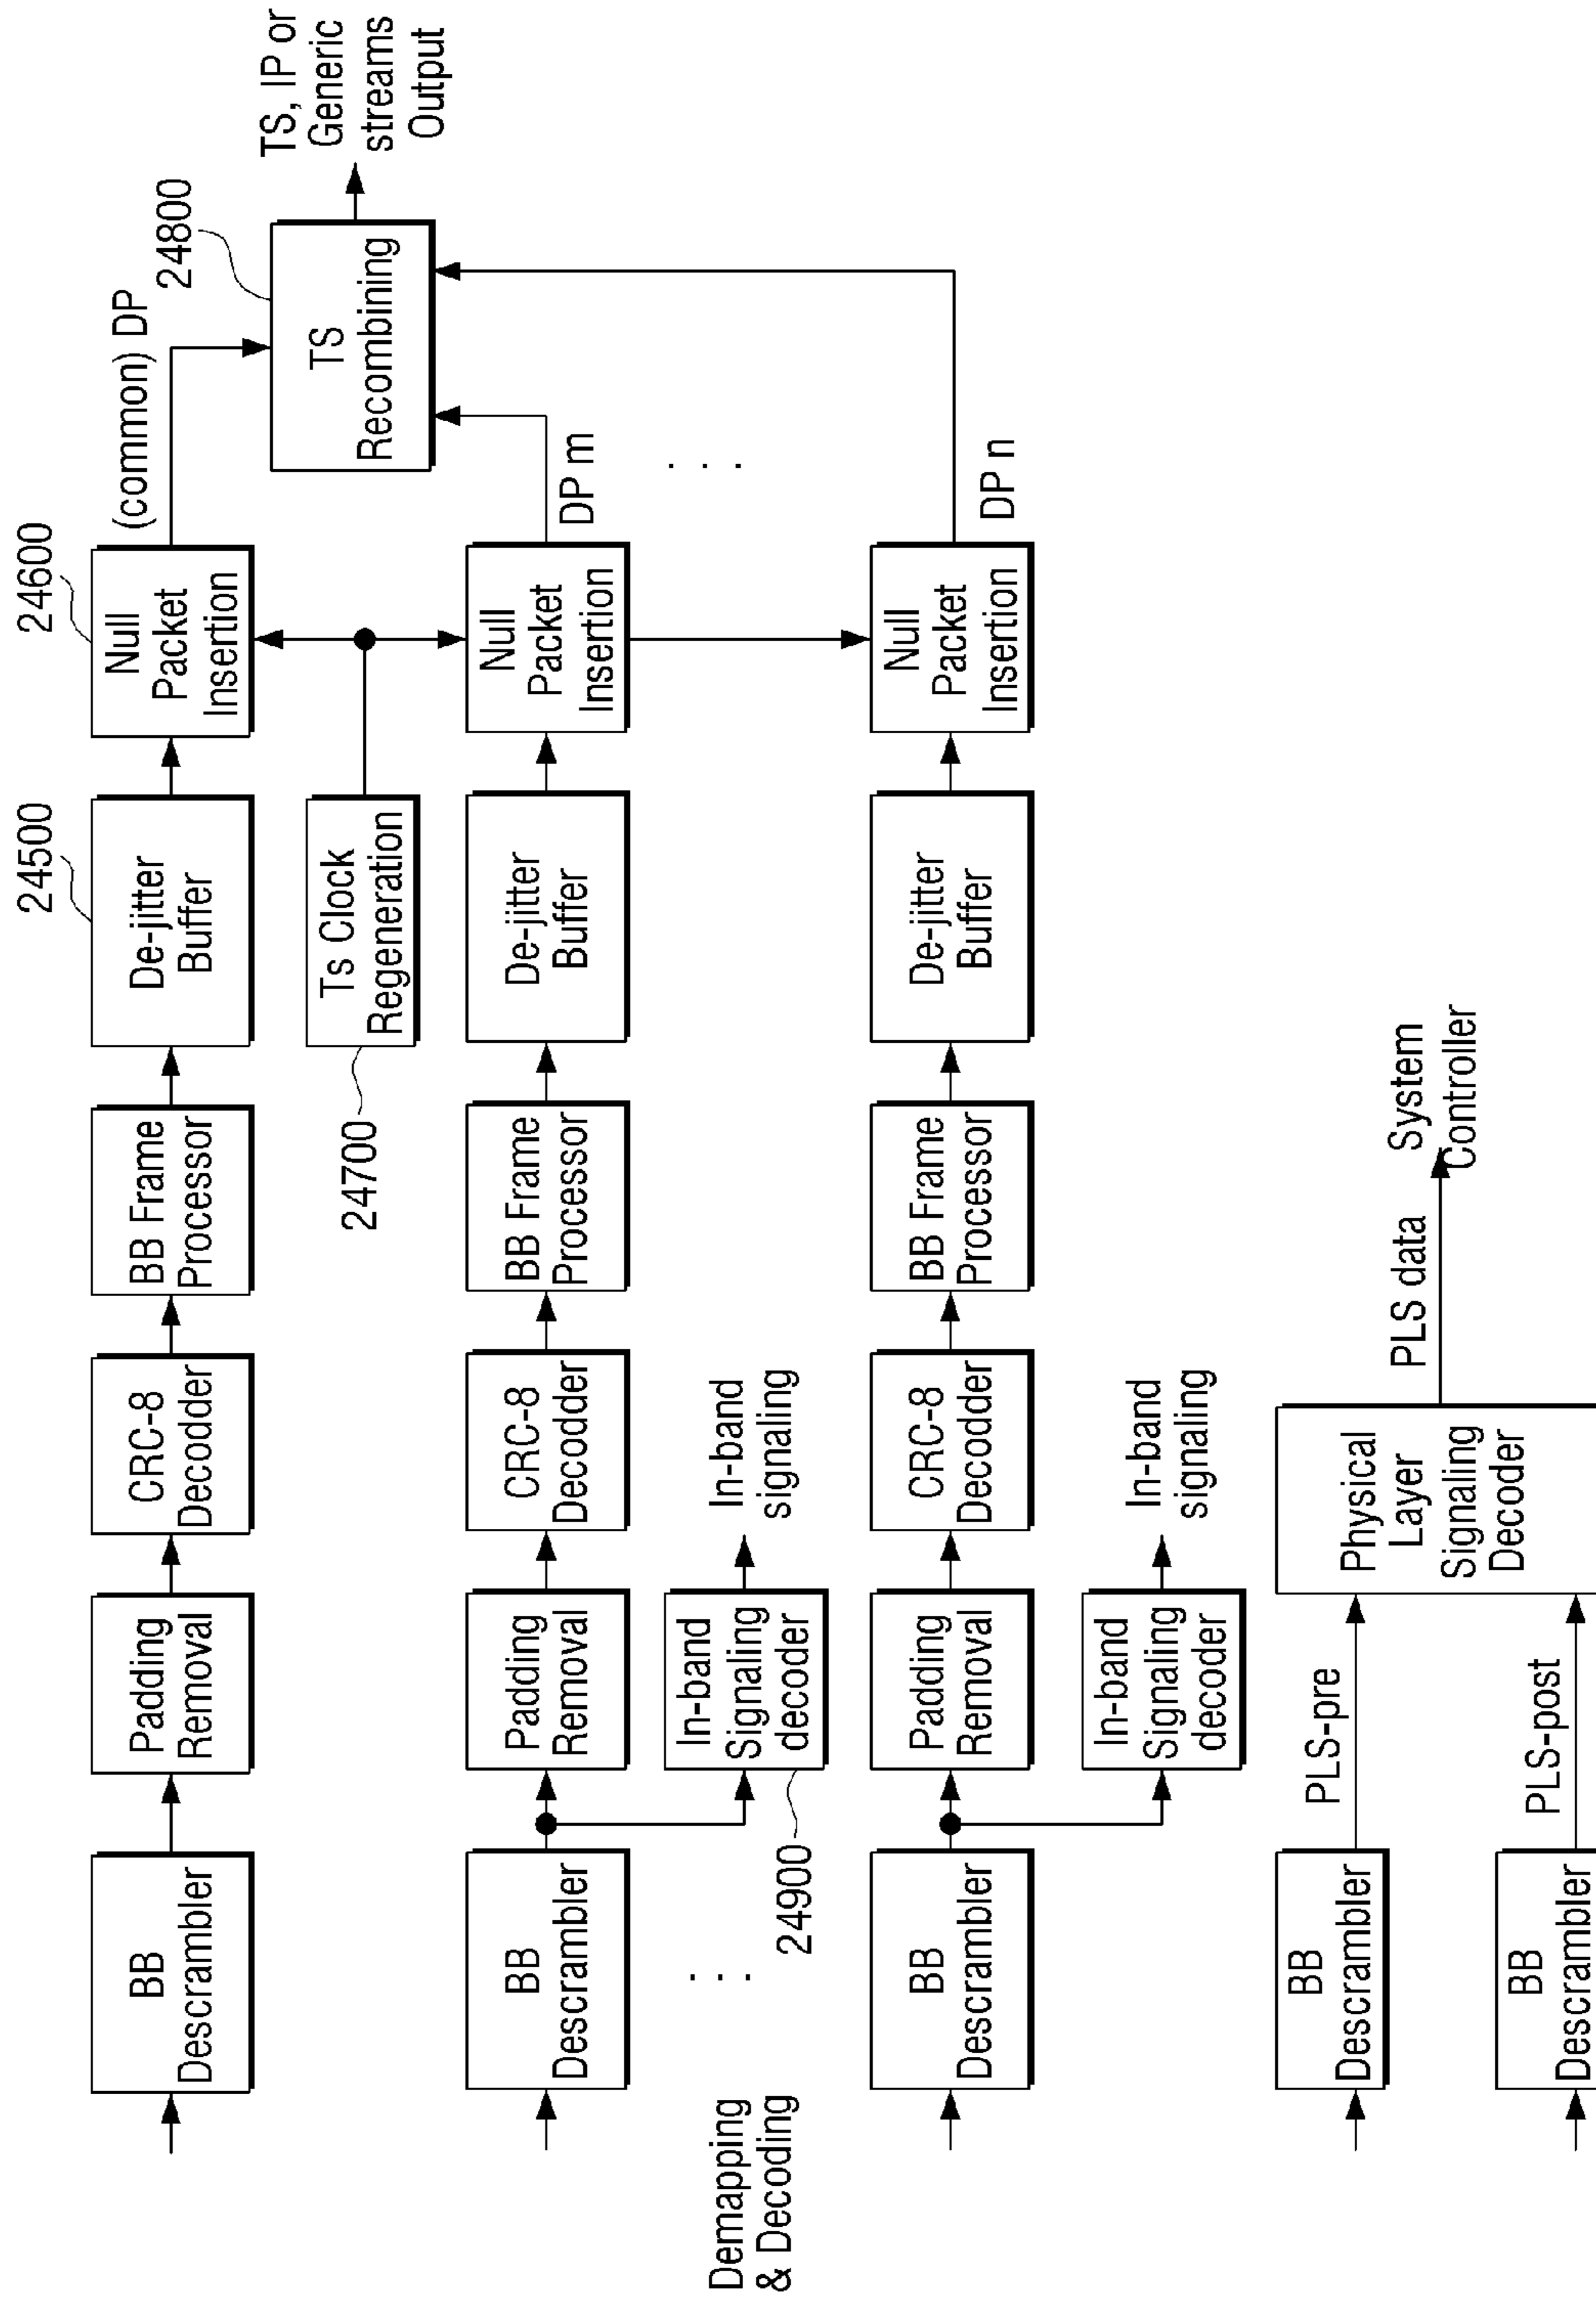 BB
Descrambler
Padding
Removal
CRC-8
Decodder
BB Frame
Processor
24500
De-jitter
Buffer
24600
Null
Packet
Insertion
(common) DP
24800
TS
Recombining
TS, IP or
Generic
streams
Output
24700
Ts Clock
Regeneration
Demapping
& Decoding
BB
Descrambler
. . .
Padding
Removal
CRC-8
Decodder
BB Frame
Processor
De-jitter
Buffer
Null
Packet
Insertion
DP m
. . .
24900
In-band
Signaling
decoder
In-band
signaling
BB
Descrambler
Padding
Removal
CRC-8
Decodder
BB Frame
Processor
De-jitter
Buffer
Null
Packet
Insertion
DP n
In-band
Signaling
decoder
In-band
signaling
BB
Descrambler
PLS-pre
Physical
Layer
Signaling
Decoder
PLS data
System
Controller
BB
Descrambler
PLS-post